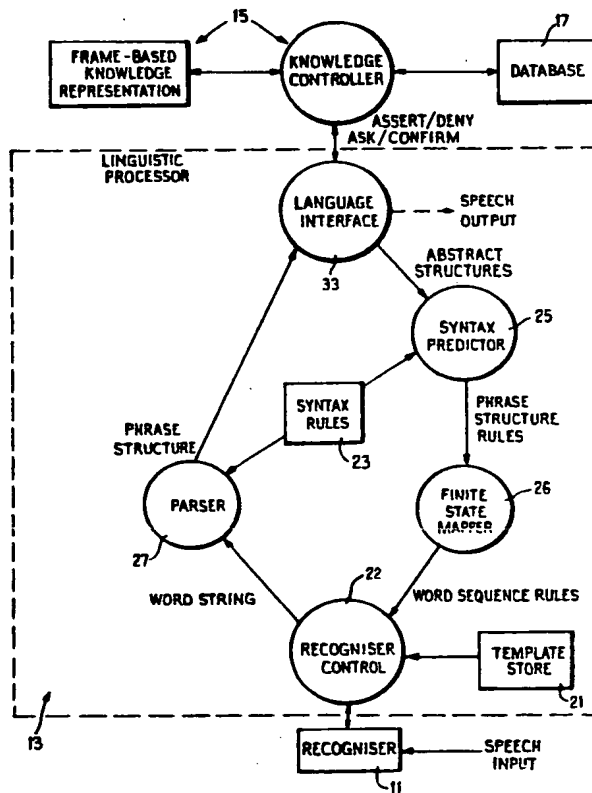 15
17
FRAME-BASED
KNOWLEDGE
REPRESENTATION
KNOWLEDGE
CONTROLLER
DATABASE
ASSERT/DENY
ASK/CONFIRM
LINGUISTIC
PROCESSOR
LANGUAGE
INTERFACE
33
SPEECH
OUTPUT
ABSTRACT
STRUCTURES
25
SYNTAX
PREDICTOR
SYNTAX
RULES
23
PHRASE
STRUCTURE
PHRASE
STRUCTURE
RULES
PARSER
27
26
FINITE
STATE
MAPPER
WORD STRING
22
WORD SEQUENCE RULES
RECOGNISER
CONTROL
TEMPLATE
STORE
21
13
RECOGNISER
11
SPEECH
INPUT